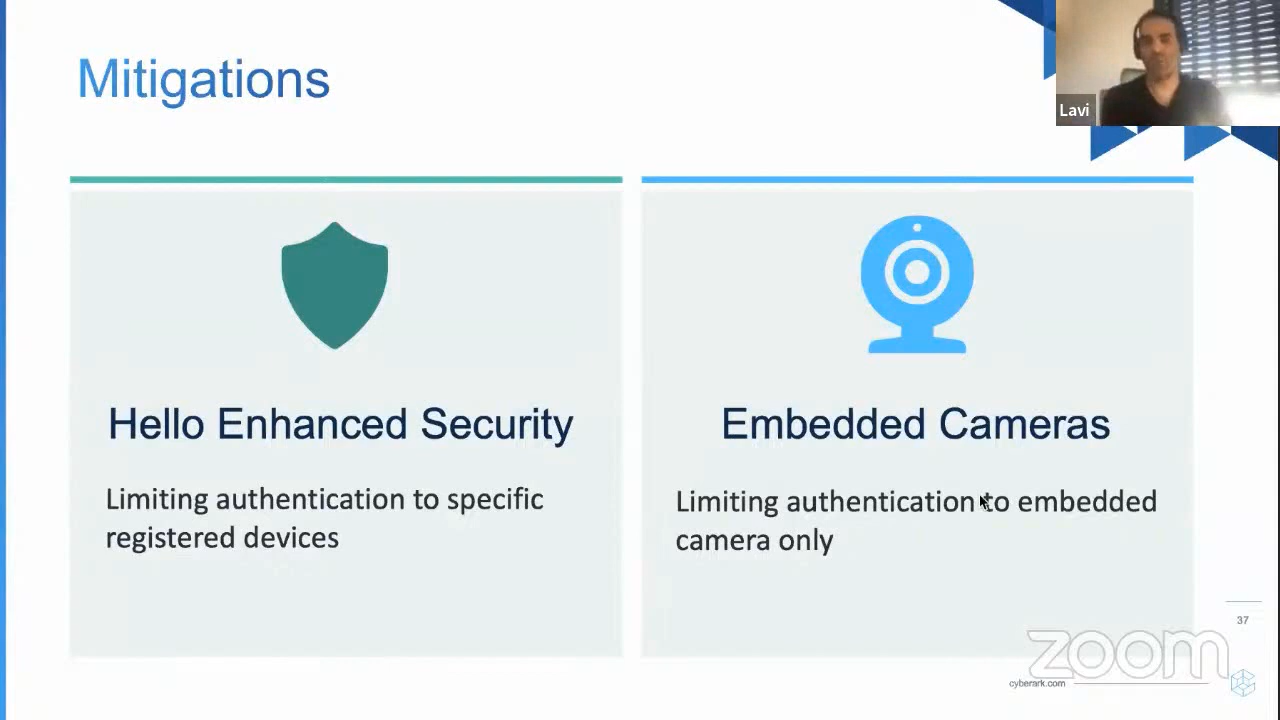 Mitigations
Lavi
Hello Enhanced Security
Limiting authentication to specific
registered devices
Embedded Cameras
Limiting authentication to embedded
camera only
37
zoom
cyberark.com